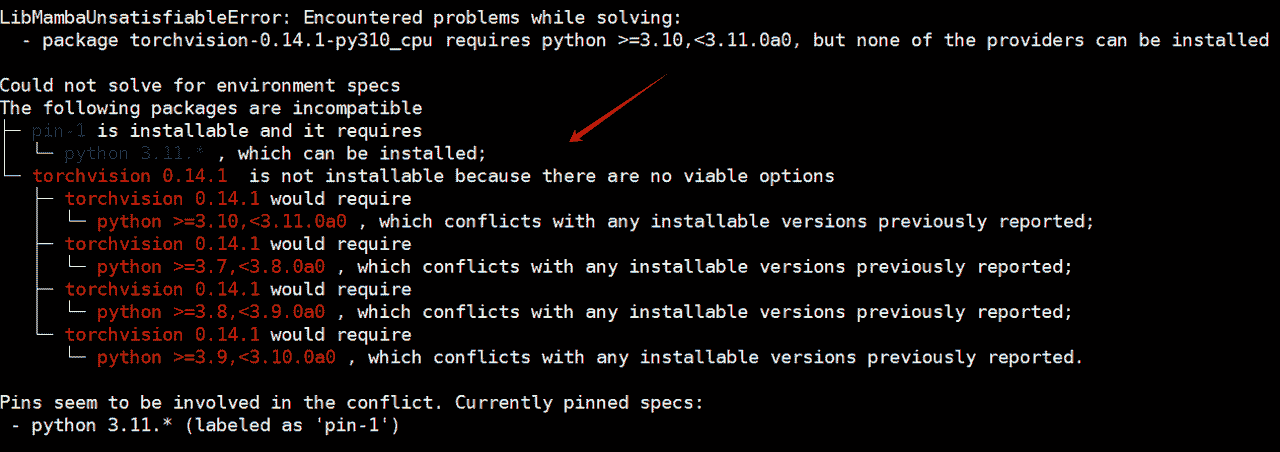 LibMambaUnsatisfiableError: Encountered problems while solving:
  - package torchvision-0.14.1-py310_cpu requires python >=3.10,<3.11.0a0, but none of the providers can be installed
Could not solve for environment specs
The following packages are incompatible
├─ pin-1 is installable and it requires
│  └─ python 3.11.* , which can be installed;
└─ torchvision 0.14.1  is not installable because there are no viable options
   ├─ torchvision 0.14.1 would require
   │  └─ python >=3.10,<3.11.0a0 , which conflicts with any installable versions previously reported;
   ├─ torchvision 0.14.1 would require
   │  └─ python >=3.7,<3.8.0a0 , which conflicts with any installable versions previously reported;
   ├─ torchvision 0.14.1 would require
   │  └─ python >=3.8,<3.9.0a0 , which conflicts with any installable versions previously reported;
   └─ torchvision 0.14.1 would require
      └─ python >=3.9,<3.10.0a0 , which conflicts with any installable versions previously reported.
Pins seem to be involved in the conflict. Currently pinned specs:
 - python 3.11.* (labeled as 'pin-1')